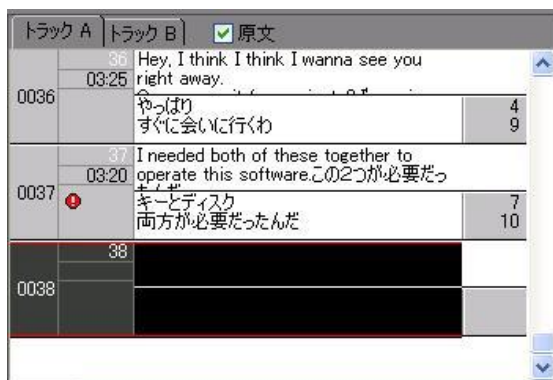 トラック A トラック B 原文
0036
36
03:25
Hey, I think I think I wanna see you
right away.
やっぱり 4
すぐに会いに行くわ 9
0037
37
03:20
I needed both of these together to
operate this software.この2つが必要だっ
キーとディスク 7
両方が必要だったんだ 10
0038
38